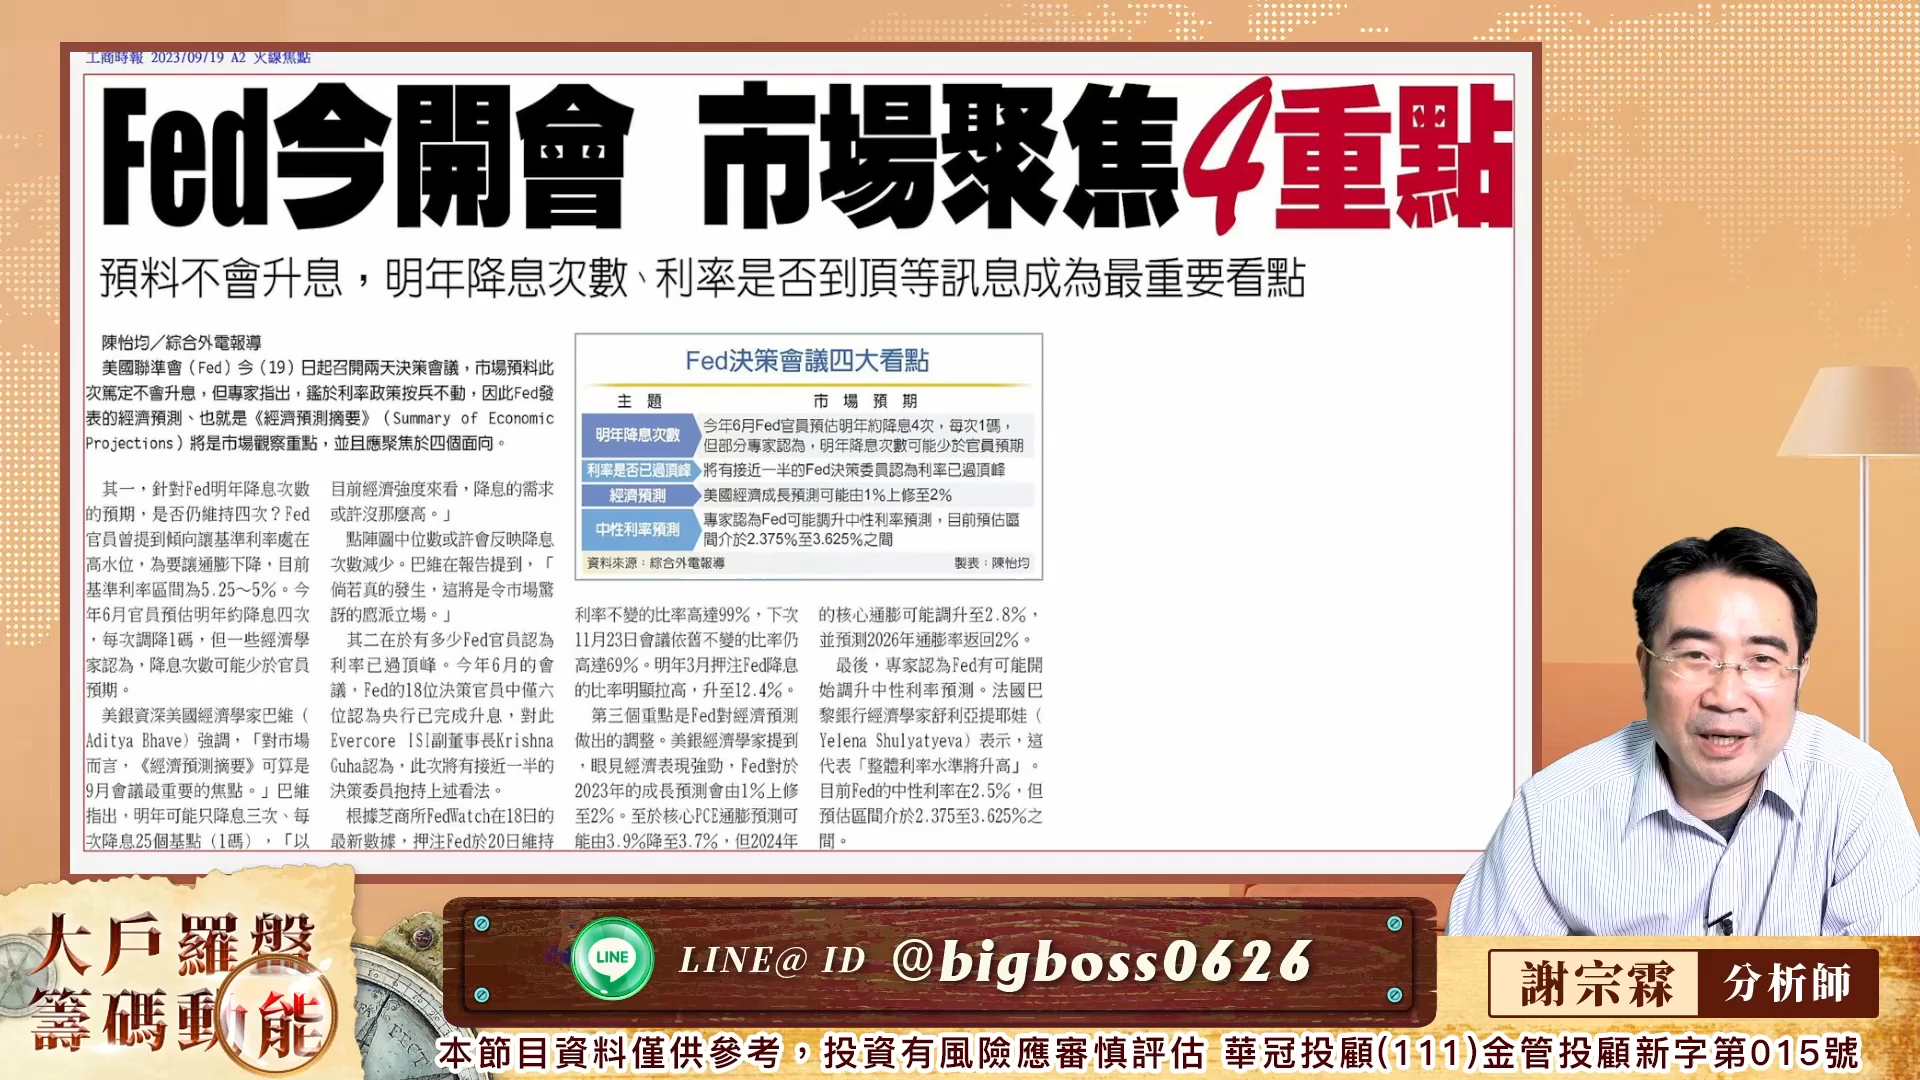 工商時報 2023/09/19 A2 火線焦點
Fed今開會 市場聚焦4重點
預料不會升息，明年降息次數、利率是否到頂等訊息成為最重要看點
陳怡均／綜合外電報導
美國聯準會（Fed）今（19）日起召開兩天決策會議，市場預料此
次篤定不會升息，但專家指出，鑑於利率政策按兵不動，因此Fed發
表的經濟預測、也就是《經濟預測摘要》（Summary of Economic
Projections）將是市場觀察重點，並且應聚焦於四個面向。
其一，針對Fed明年降息次數
的預期，是否仍維持四次？Fed
官員曾提到傾向讓基準利率處在
高水位，為要讓通膨下降，目前
基準利率區間為5.25～5%。今
年6月官員預估明年約降息四次
，每次調降1碼，但一些經濟學
家認為，降息次數可能少於官員
預期。
美銀資深美國經濟學家巴維（
Aditya Bhave）強調，「對市場
而言，《經濟預測摘要》可算是
9月會議最重要的焦點。」巴維
指出，明年可能只降息三次、每
次降息25個基點（1碼），「以
目前經濟強度來看，降息的需求
或許沒那麼高。」
點陣圖中位數或許會反映降息
次數減少。巴維在報告提到，「
倘若真的發生，這將是令市場驚
訝的鷹派立場。」
其二在於有多少Fed官員認為
利率已過頂峰。今年6月的會
議，Fed的18位決策官員中僅六
位認為央行已完成升息，對此
Evercore ISI副董事長Krishna
Guha認為，此次將有接近一半的
決策委員抱持上述看法。
根據芝商所FedWatch在18日的
最新數據，押注Fed於20日維持
Fed決策會議四大看點
主題 市場預期
明年降息次數 今年6月Fed官員預估明年約降息4次，每次1碼，
但部分專家認為，明年降息次數可能少於官員預期
利率是否已過頂峰 將有接近一半的Fed決策委員認為利率已過頂峰
經濟預測 美國經濟成長預測可能由1%上修至2%
中性利率預測 專家認為Fed可能調升中性利率預測，目前預估區
間介於2.375%至3.625%之間
資料來源：綜合外電報導 製表：陳怡均
利率不變的比率高達99%，下次
11月23日會議依舊不變的比率仍
高達69%。明年3月押注Fed降息
的比率明顯拉高，升至12.4%。
第三個重點是Fed對經濟預測
做出的調整。美銀經濟學家提到
，眼見經濟表現強勁，Fed對於
2023年的成長預測會由1%上修
至2%。至於核心PCE通膨預測可
能由3.9%降至3.7%，但2024年
的核心通膨可能調升至2.8%，
並預測2026年通膨率返回2%。
最後，專家認為Fed有可能開
始調升中性利率預測。法國巴
黎銀行經濟學家舒利亞提耶娃（
Yelena Shulyatyeva）表示，這
代表「整體利率水準將升高」。
目前Fed的中性利率在2.5%，但
預估區間介於2.375至3.625%之
間。
大戶羅盤
籌碼動能
LINE
LINE@ ID @bigboss0626
謝宗霖 分析師
本節目資料僅供參考，投資有風險應審慎評估 華冠投顧(111)金管投顧新字第015號